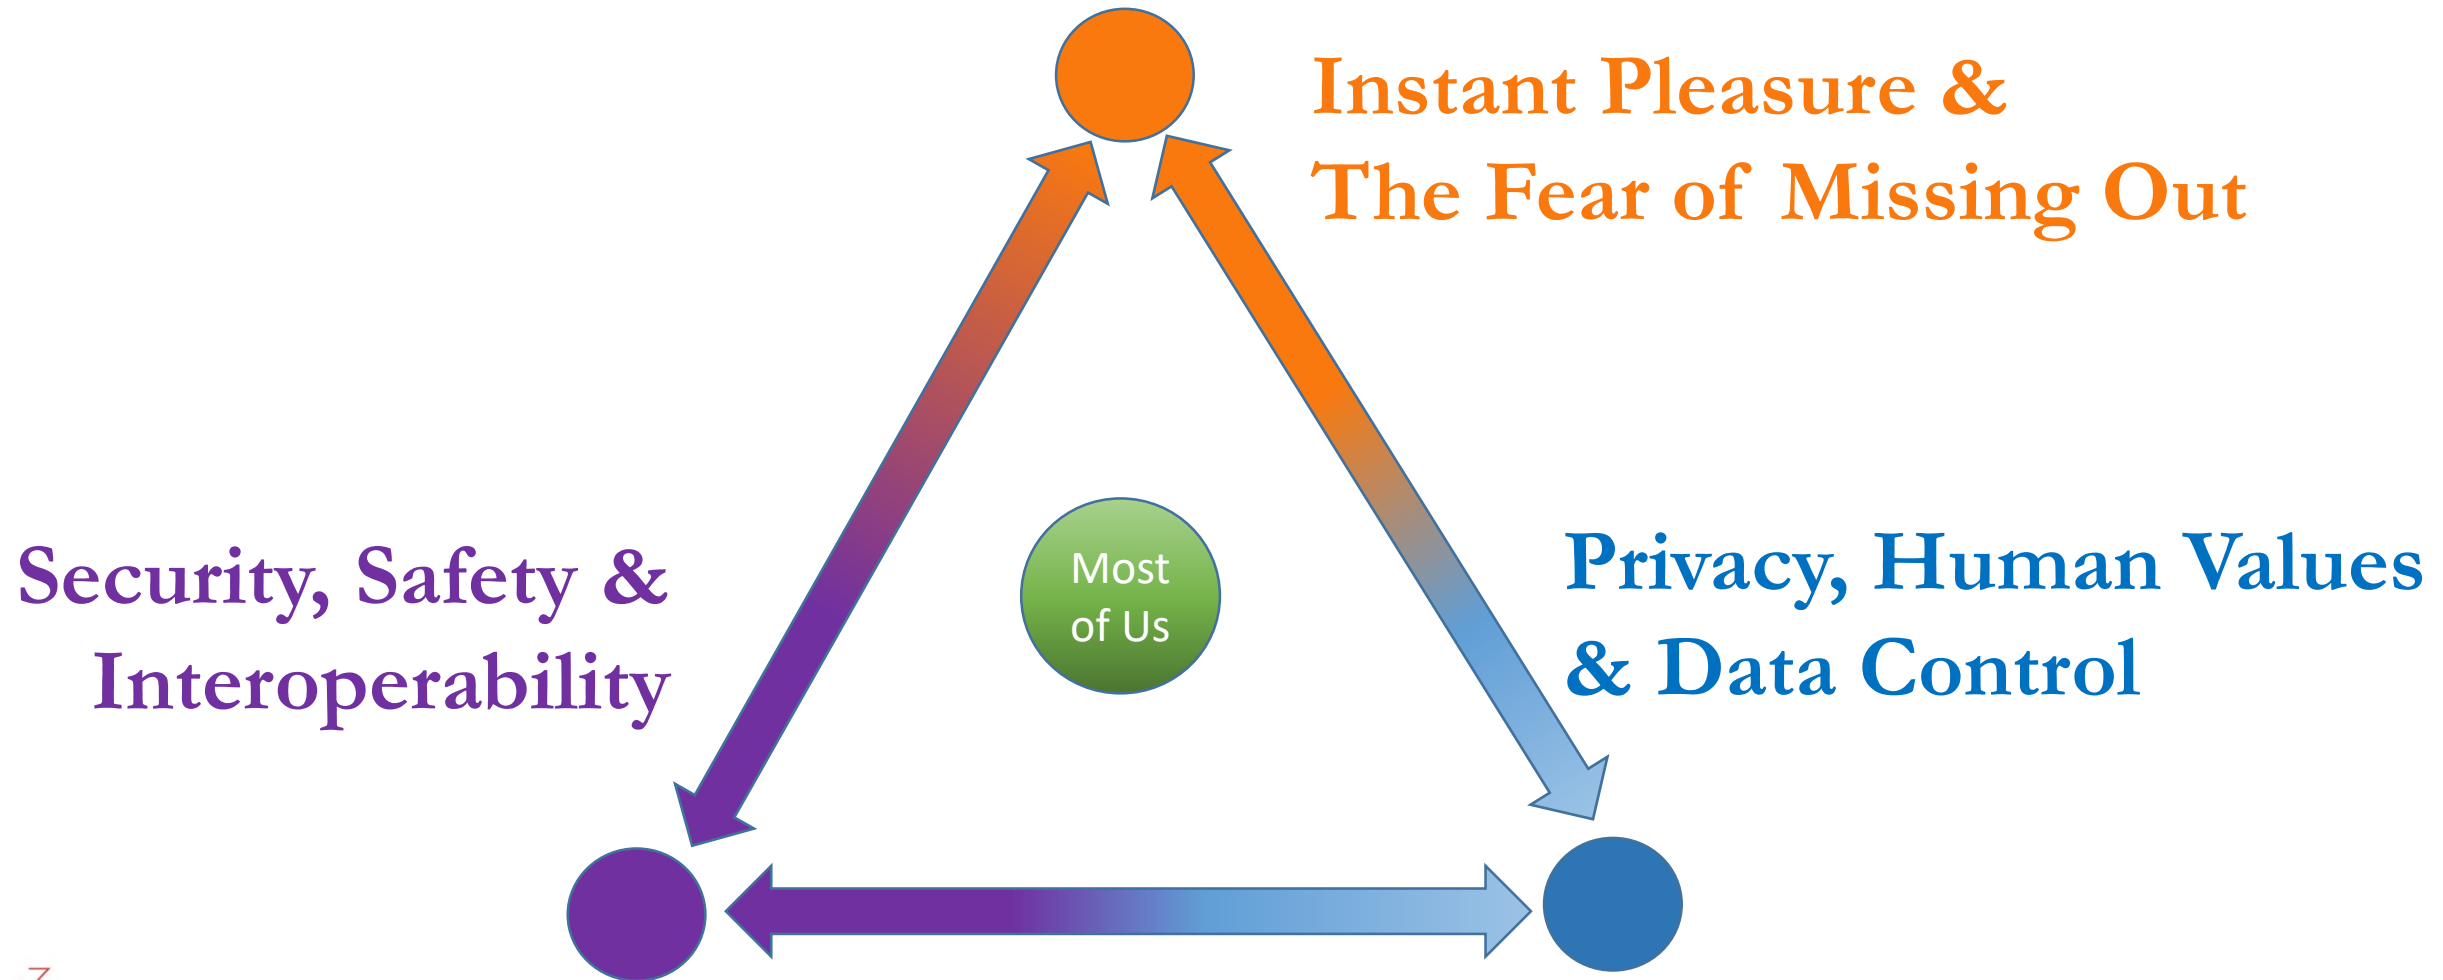 Instant Pleasure &
The Fear of Missing Out
Security, Safety &
Interoperability
Most
of Us
Privacy, Human Values
& Data Control